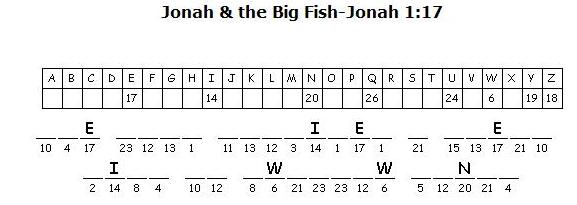 Jonah & the Big Fish-Jonah 1:17
A B C D E F G H I J K L M N O P Q R S T U V W X Y Z
17 14 20 26 24 6 19 18
E I E E
10 4 17 23 12 13 1 11 13 12 3 14 1 17 1 21 15 13 17 21 10
I W W N
2 14 8 4 10 12 8 6 21 23 23 12 6 5 12 20 21 4